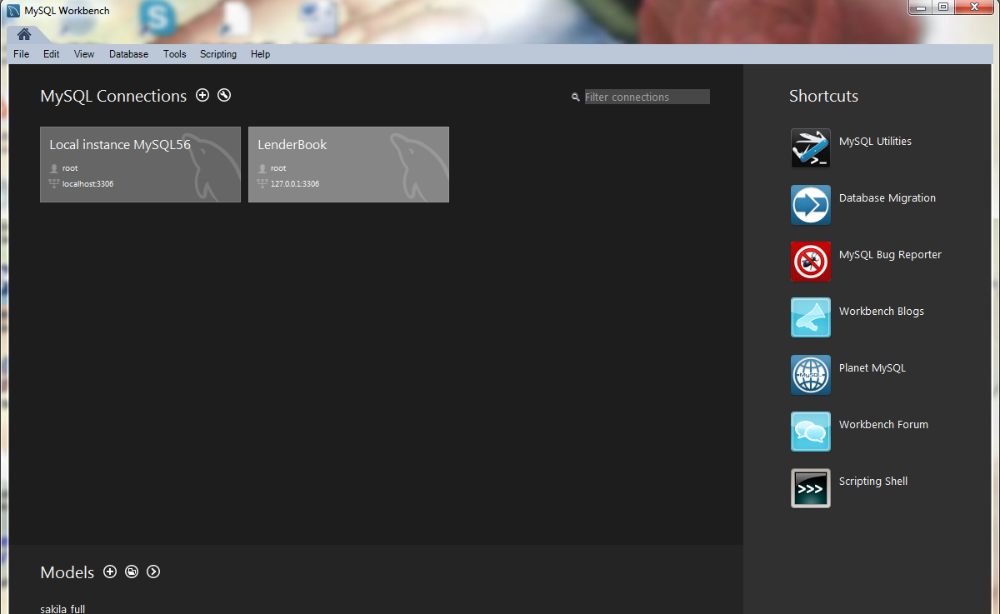 MySQL Workbench
File Edit View Database Tools Scripting Help
MySQL Connections
Filter connections
Local instance MySQL56
root
localhost:3306
LenderBook
root
127.0.0.1:3306
Shortcuts
MySQL Utilities
Database Migration
MySQL Bug Reporter
Workbench Blogs
MySQL
Planet MySQL
Workbench Forum
>>>
Scripting Shell
Models
sakila_full